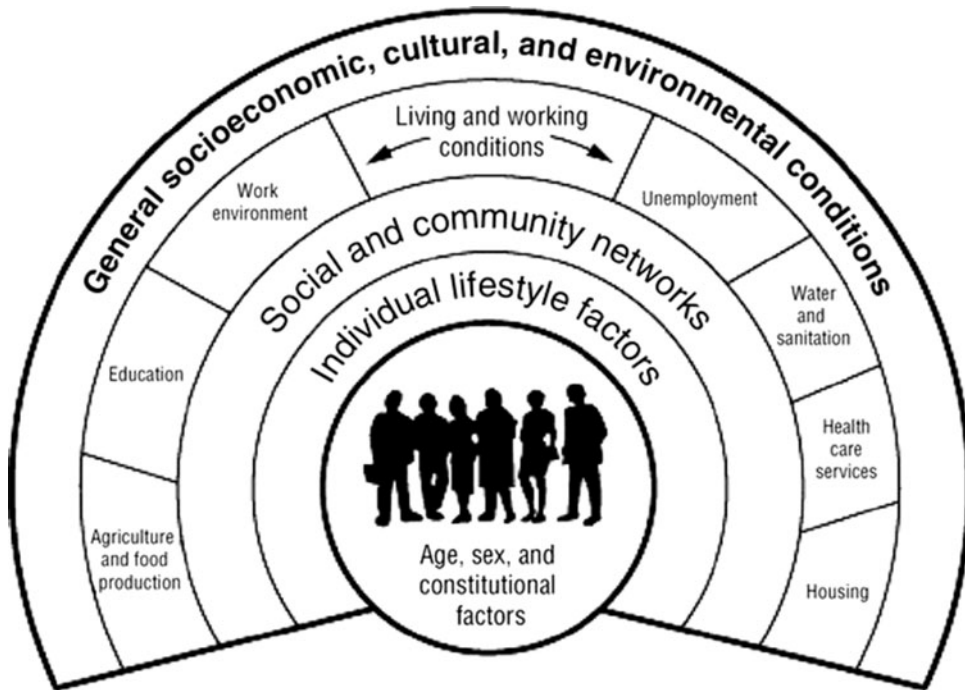 General socioeconomic, cultural, and environmental conditions
Living and working
conditions
Work
environment
Unemployment
Education
Water
and
sanitation
Agriculture
and food
production
Health
care
services
Housing
Social and community networks
Individual lifestyle factors
Age, sex, and
constitutional
factors